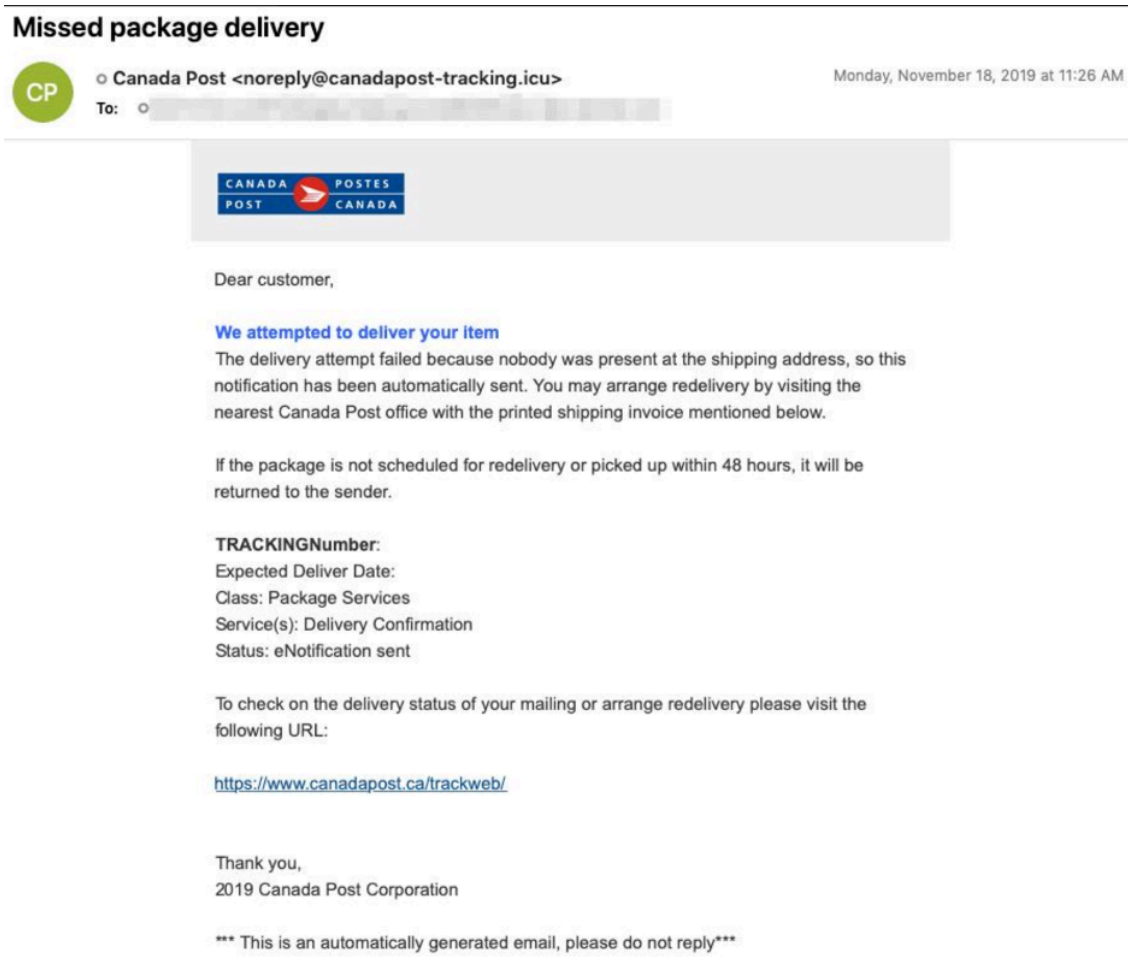 Missed package delivery
CP
Canada Post <noreply@canadapost-tracking.icu>
Monday, November 18, 2019 at 11:26 AM
To:
CANADA POSTES
POST CANADA
Dear customer,
We attempted to deliver your item
The delivery attempt failed because nobody was present at the shipping address, so this
notification has been automatically sent. You may arrange redelivery by visiting the
nearest Canada Post office with the printed shipping invoice mentioned below.
If the package is not scheduled for redelivery or picked up within 48 hours, it will be
returned to the sender.
TRACKINGNumber:
Expected Deliver Date:
Class: Package Services
Service(s): Delivery Confirmation
Status: eNotification sent
To check on the delivery status of your mailing or arrange redelivery please visit the
following URL:
https://www.canadapost.ca/trackweb/
Thank you,
2019 Canada Post Corporation
*** This is an automatically generated email, please do not reply***